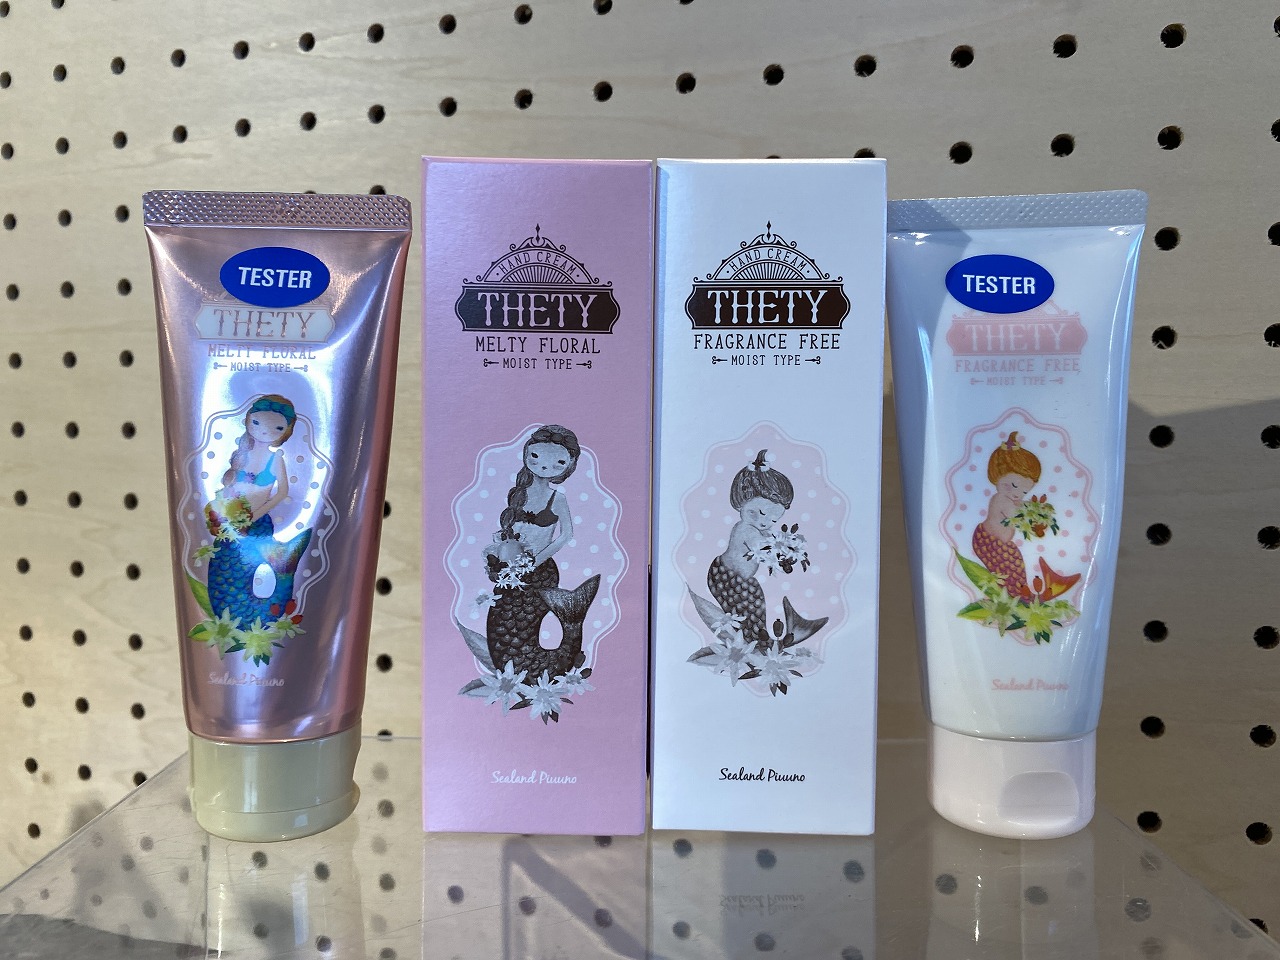 TESTER
THETY
MELTY FLORAL
MOIST TYPE
Sealand Piuuno
HAND CREAM
THETY
MELTY FLORAL
MOIST TYPE
Sealand Piuuno
HAND CREAM
THETY
FRAGRANCE FREE
MOIST TYPE
Sealand Piuuno
TESTER
THETY
FRAGRANCE FREE
MOIST TYPE
Sealand Piuuno